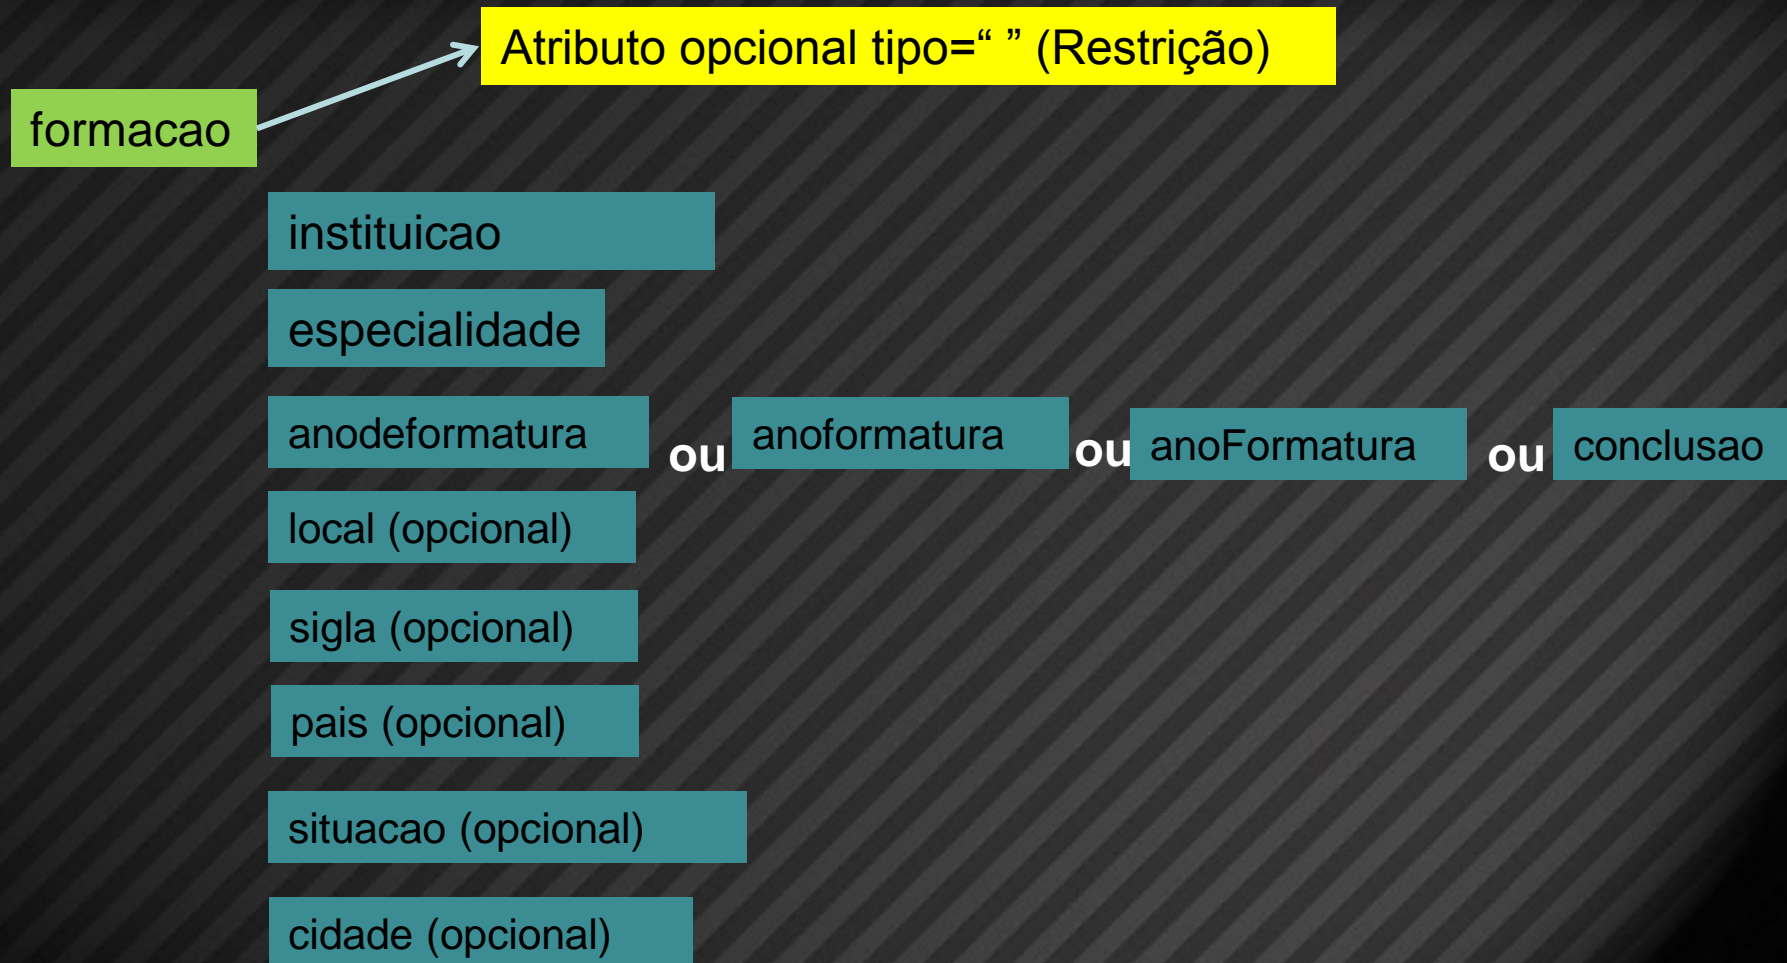 Atributo opcional tipo=“ ” (Restrição)
formacao
instituicao
especialidade
anodeformatura ou anoformatura ou anoFormatura ou conclusao
local (opcional)
sigla (opcional)
pais (opcional)
situacao (opcional)
cidade (opcional)